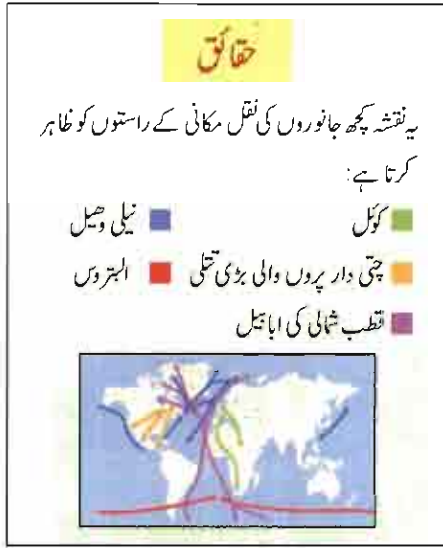 حقائق
یہ نقشہ کچھ جانوروں کی نقل مکانی کے راستوں کو ظاہر
کرتا ہے:
کوئل نیلی وھیل
چتی دار پروں والی بڑی تتلی البتروس
قطب شمالی کی ابابیل